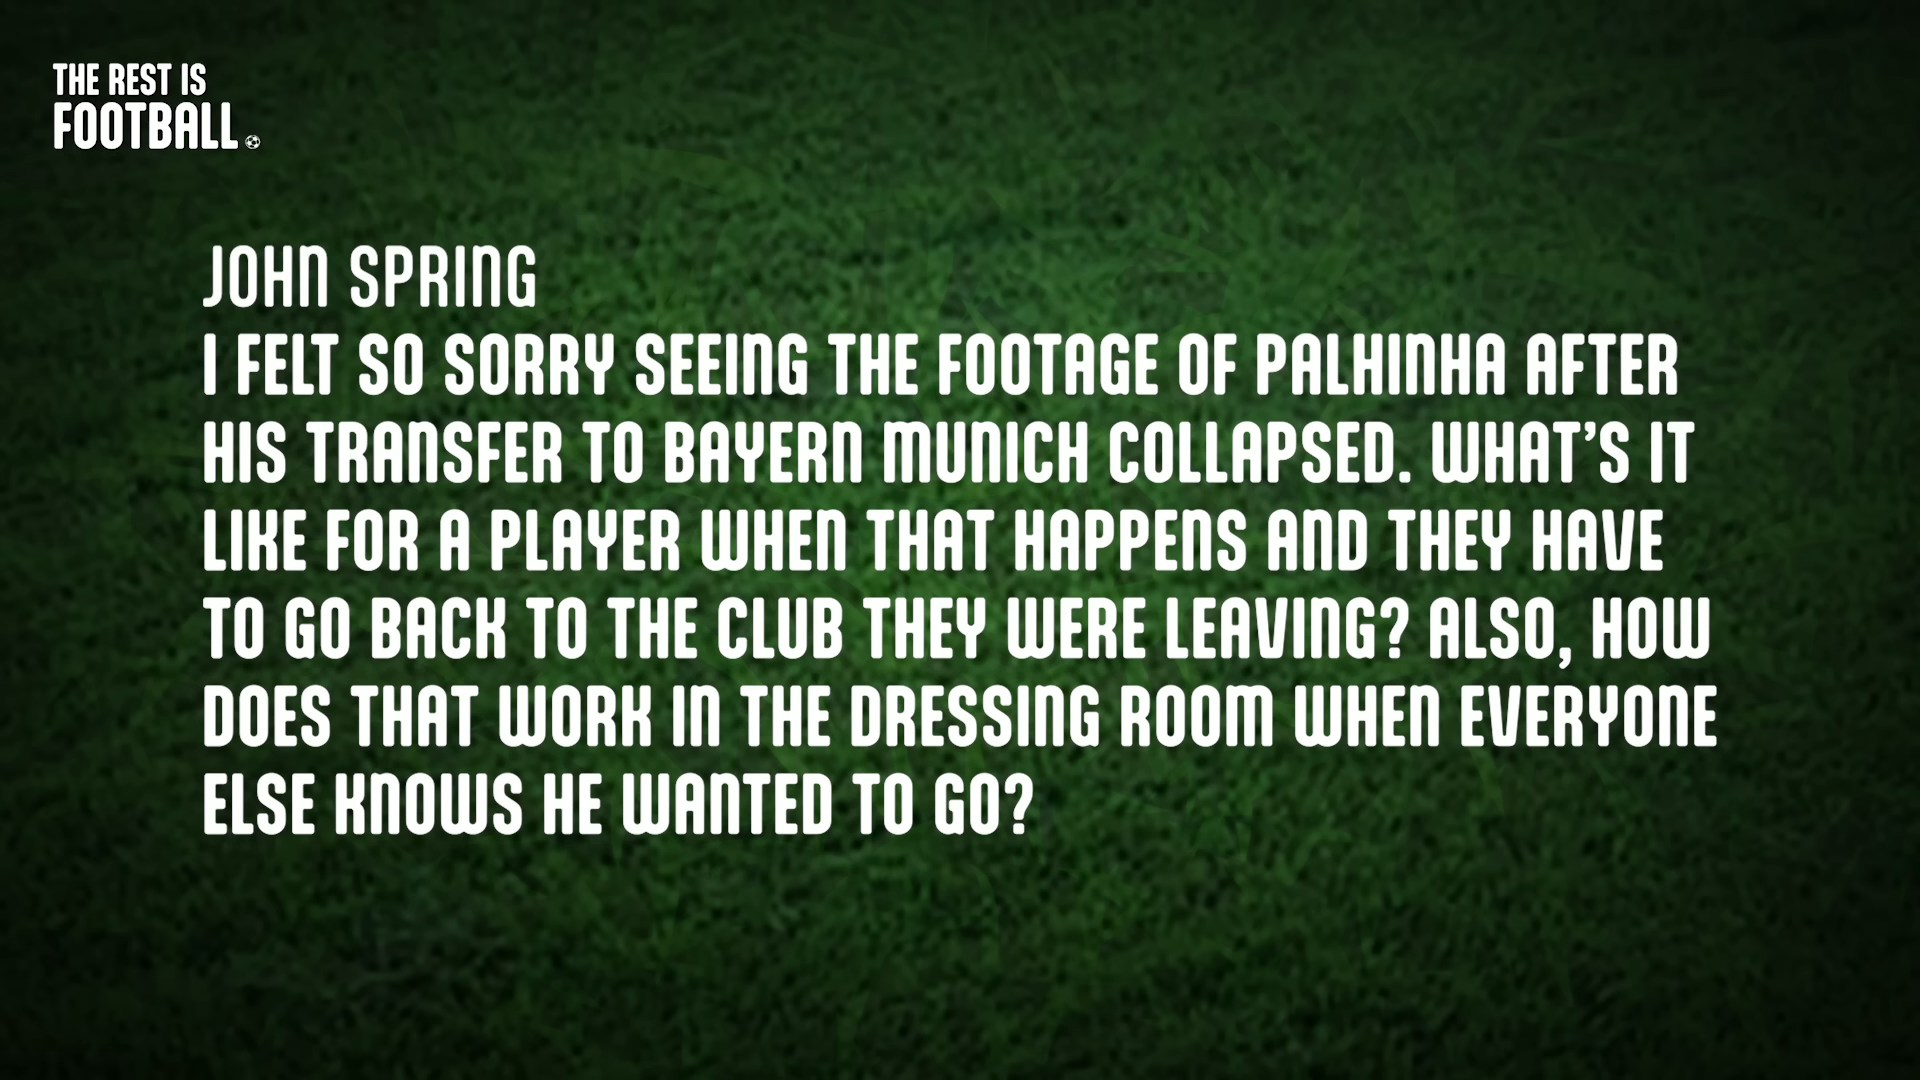 THE REST IS
FOOTBALL
JOHN SPRING
I FELT SO SORRY SEEING THE FOOTAGE OF PALHINHA AFTER
HIS TRANSFER TO BAYERN MUNICH COLLAPSED. WHAT'S IT
LIKE FOR A PLAYER WHEN THAT HAPPENS AND THEY HAVE
TO GO BACK TO THE CLUB THEY WERE LEAVING? ALSO, HOW
DOES THAT WORK IN THE DRESSING ROOM WHEN EVERYONE
ELSE KNOWS HE WANTED TO GO?